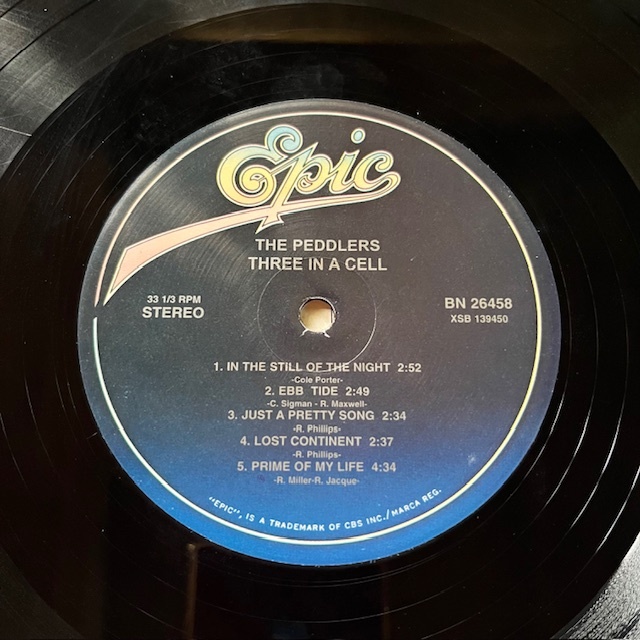 Epic
THE PEDDLERS
THREE IN A CELL
33 1/3 RPM
STEREO
BN 26458
XSB 139450
1. IN THE STILL OF THE NIGHT 2:52
-Cole Porter-
2. EBB TIDE 2:49
-C. Sigman - R. Maxwell-
3. JUST A PRETTY SONG 2:34
-R. Phillips-
4. LOST CONTINENT 2:37
-R. Phillips-
5. PRIME OF MY LIFE 4:34
-R. Miller-R. Jacque-
"EPIC", IS A TRADEMARK OF CBS INC./MARCA REG.